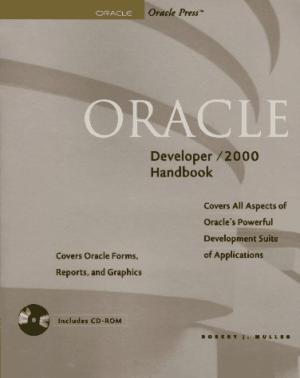 ORACLE Oracle Press™
ORACLE
Developer/2000
Handbook
Covers All Aspects of
Oracle's Powerful
Development Suite
of Applications
Covers Oracle Forms,
Reports, and Graphics
Includes CD-ROM
ROBERT J. MULLER